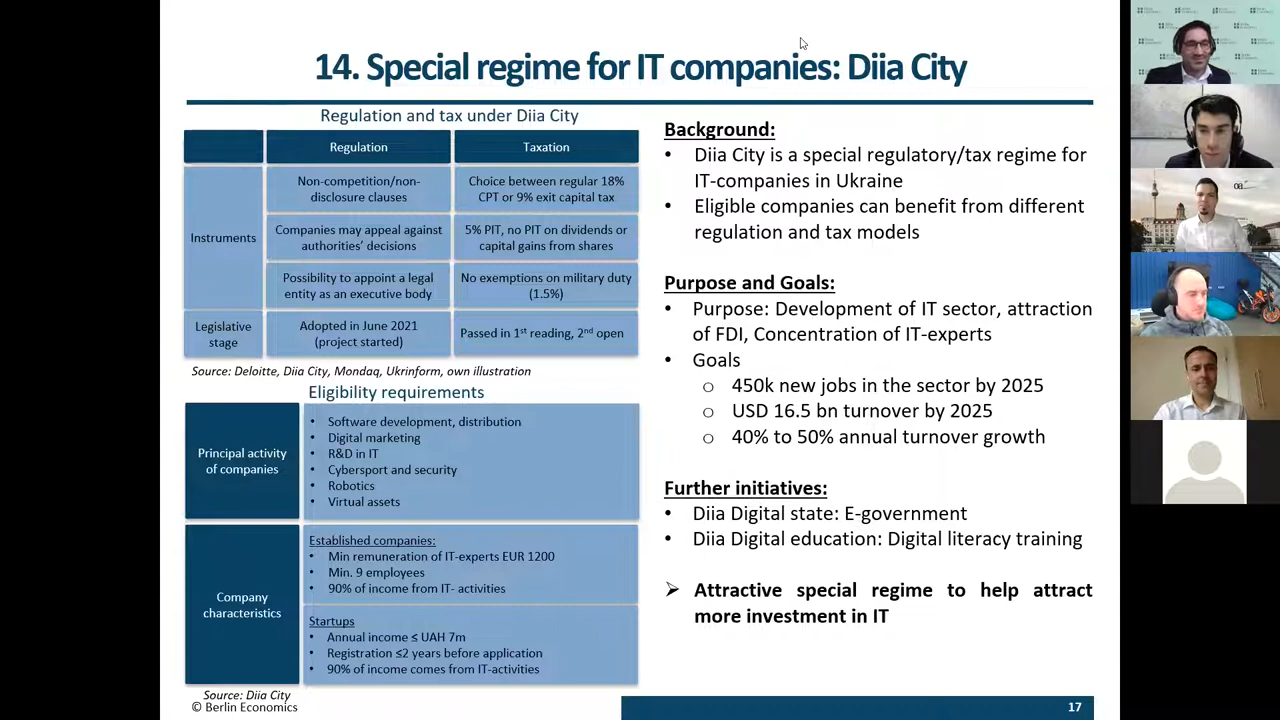 14. Special regime for IT companies: Diia City
Regulation and tax under Diia City
Regulation
Taxation
Instruments
Non-competition/non-
disclosure clauses
Choice between regular 18%
CPT or 9% exit capital tax
Companies may appeal against
authorities' decisions
5% PIT, no PIT on dividends or
capital gains from shares
Possibility to appoint a legal
entity as an executive body
No exemptions on military duty
(1.5%)
Legislative
stage
Adopted in June 2021
(project started)
Passed in 1st reading, 2nd open
Source: Deloitte, Diia City, Mondaq, Ukrinform, own illustration
Eligibility requirements
Principal activity
of companies
• Software development, distribution
• Digital marketing
• R&D in IT
• Cybersport and security
• Robotics
• Virtual assets
Company
characteristics
Established companies:
• Min remuneration of IT-experts EUR 1200
• Min. 9 employees
• 90% of income from IT- activities
Startups
• Annual income ≤ UAH 7m
• Registration ≤2 years before application
• 90% of income comes from IT-activities
Source: Diia City
© Berlin Economics
Background:
• Diia City is a special regulatory/tax regime for
IT-companies in Ukraine
• Eligible companies can benefit from different
regulation and tax models
Purpose and Goals:
• Purpose: Development of IT sector, attraction
of FDI, Concentration of IT-experts
• Goals
o 450k new jobs in the sector by 2025
o USD 16.5 bn turnover by 2025
o 40% to 50% annual turnover growth
Further initiatives:
• Diia Digital state: E-government
• Diia Digital education: Digital literacy training
➢ Attractive special regime to help attract
more investment in IT
17